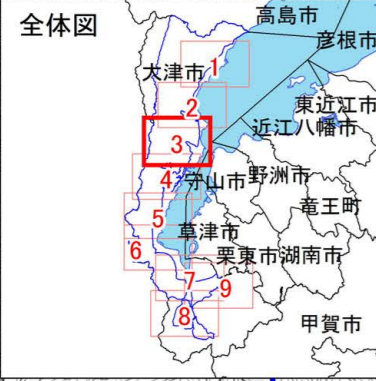 全体図
高島市
彦根市
大津市
1
東近江市
2
近江八幡市
3
4
守山市
野洲市
竜王町
5
草津市
6
栗東市
湖南市
7
9
8
甲賀市